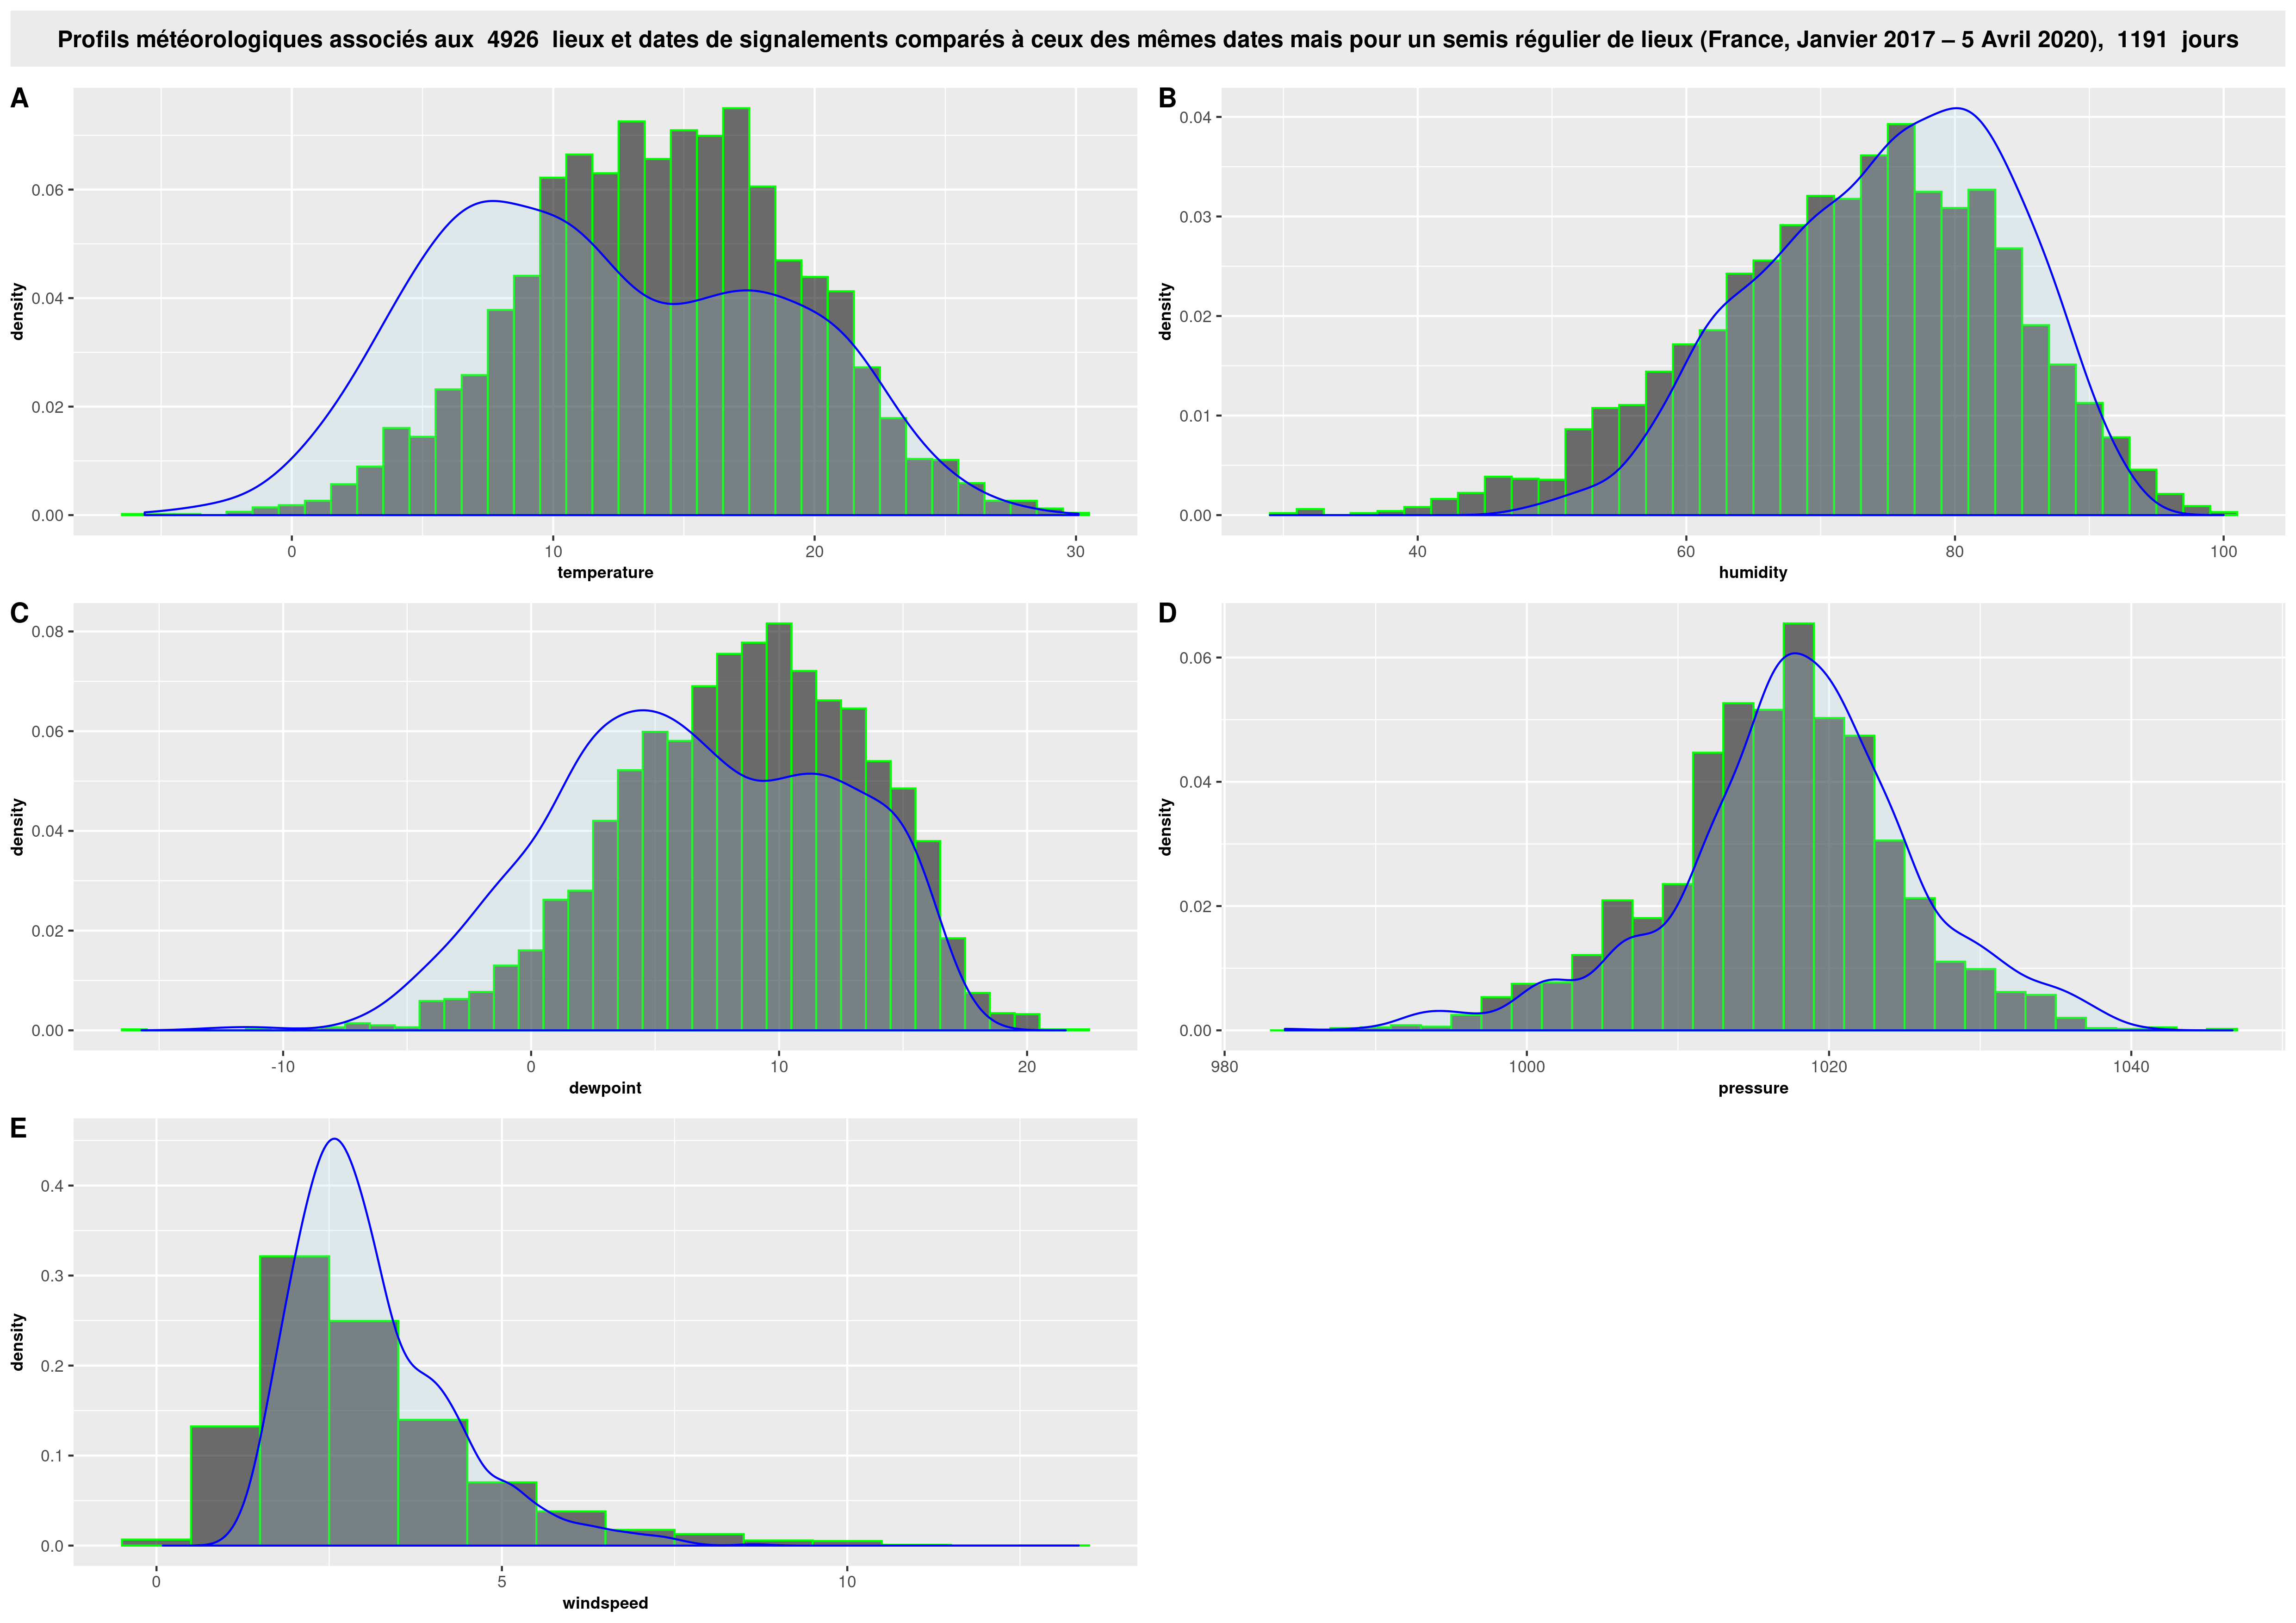 Profils météorologiques associés aux  4926  lieux et dates de signalements comparés à ceux des mêmes dates mais pour un semis régulier de lieux (France, Janvier 2017 – 5 Avril 2020),  1191  jours
A
density
0.06
0.04
0.02
0.00
0 10 20 30
temperature
B
density
0.04
0.03
0.02
0.01
0.00
40 60 80 100
humidity
C
density
0.08
0.06
0.04
0.02
0.00
-10 0 10 20
dewpoint
D
density
0.06
0.04
0.02
0.00
980 1000 1020 1040
pressure
E
density
0.4
0.3
0.2
0.1
0.0
0 5 10
windspeed